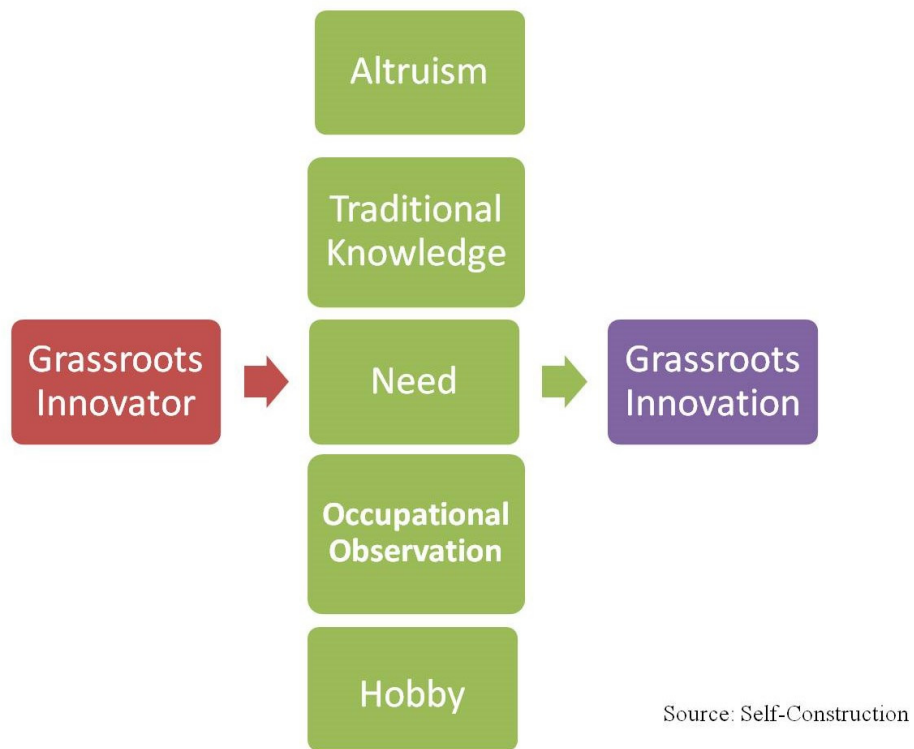 Altruism
Traditional
Knowledge
Grassroots
Innovator
Need
Grassroots
Innovation
Occupational
Observation
Hobby
Source: Self-Construction